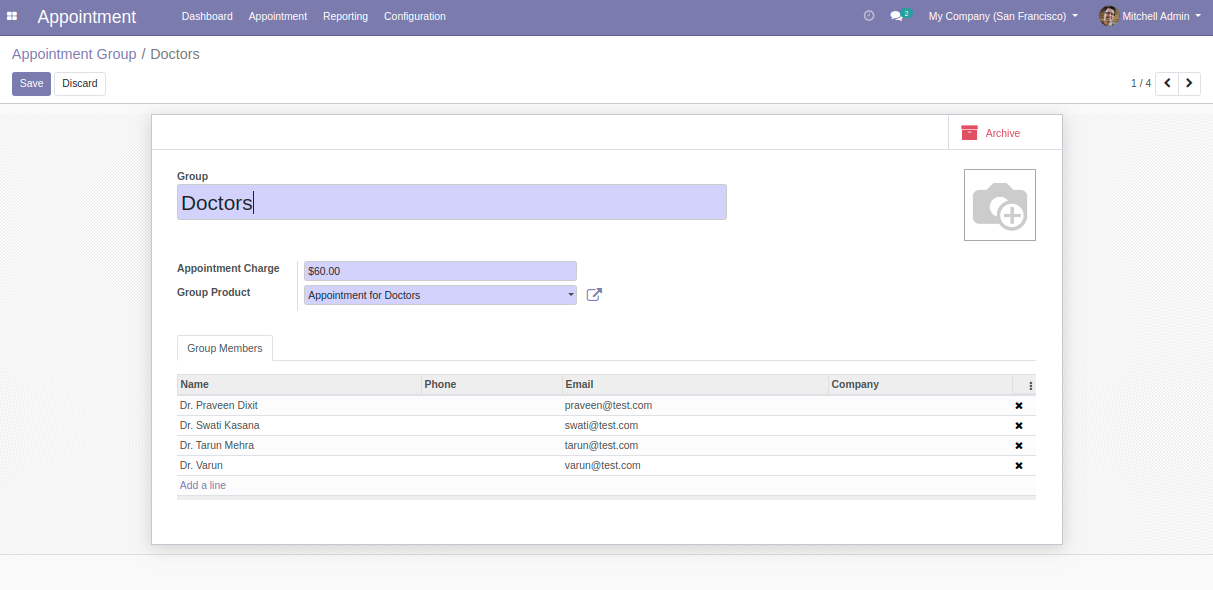 Appointment Dashboard Appointment Reporting Configuration 2 My Company (San Francisco) Mitchell Admin
Appointment Group / Doctors
Save Discard 1 / 4
Archive
Group
Doctors
Appointment Charge $60.00
Group Product Appointment for Doctors
Group Members
Name Phone Email Company
Dr. Praveen Dixit praveen@test.com
Dr. Swati Kasana swati@test.com
Dr. Tarun Mehra tarun@test.com
Dr. Varun varun@test.com
Add a line